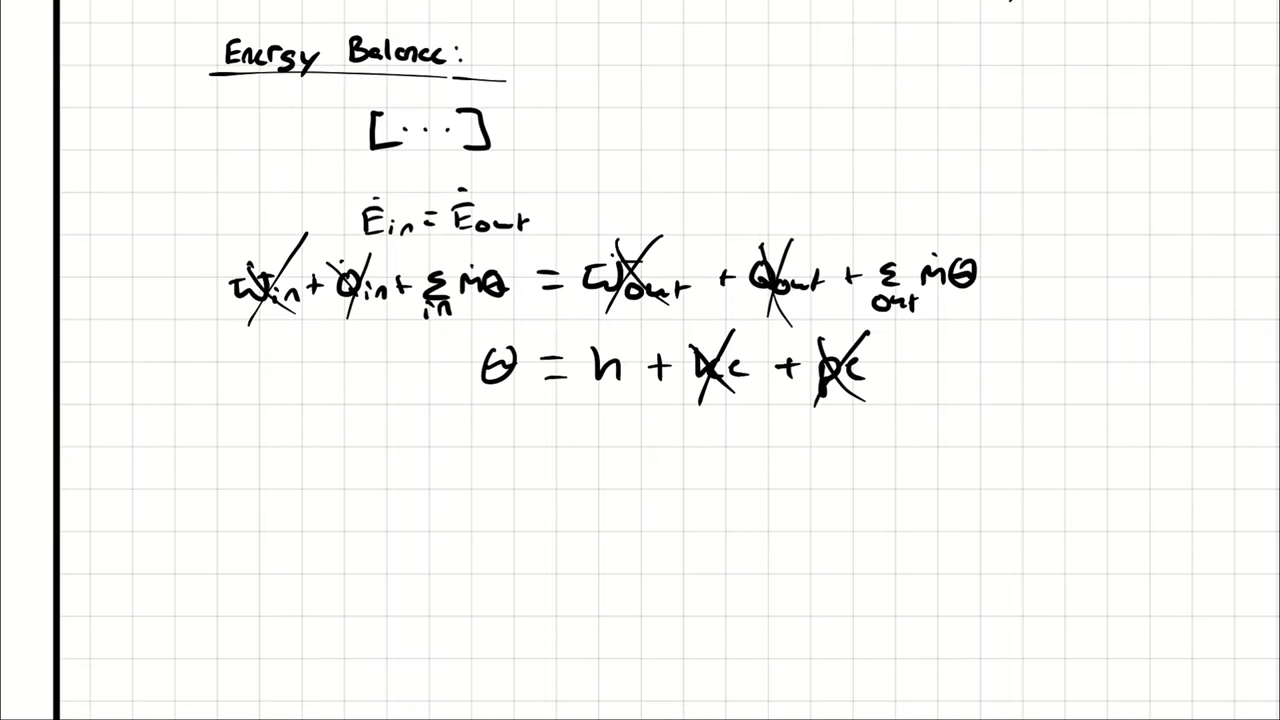 Energy Balance:
[...]
Ėin = Ėout
Ẇin + Q̇in + Σin ṁθ = Ẇout + Q̇out + Σout ṁθ
θ = h + ke + pe